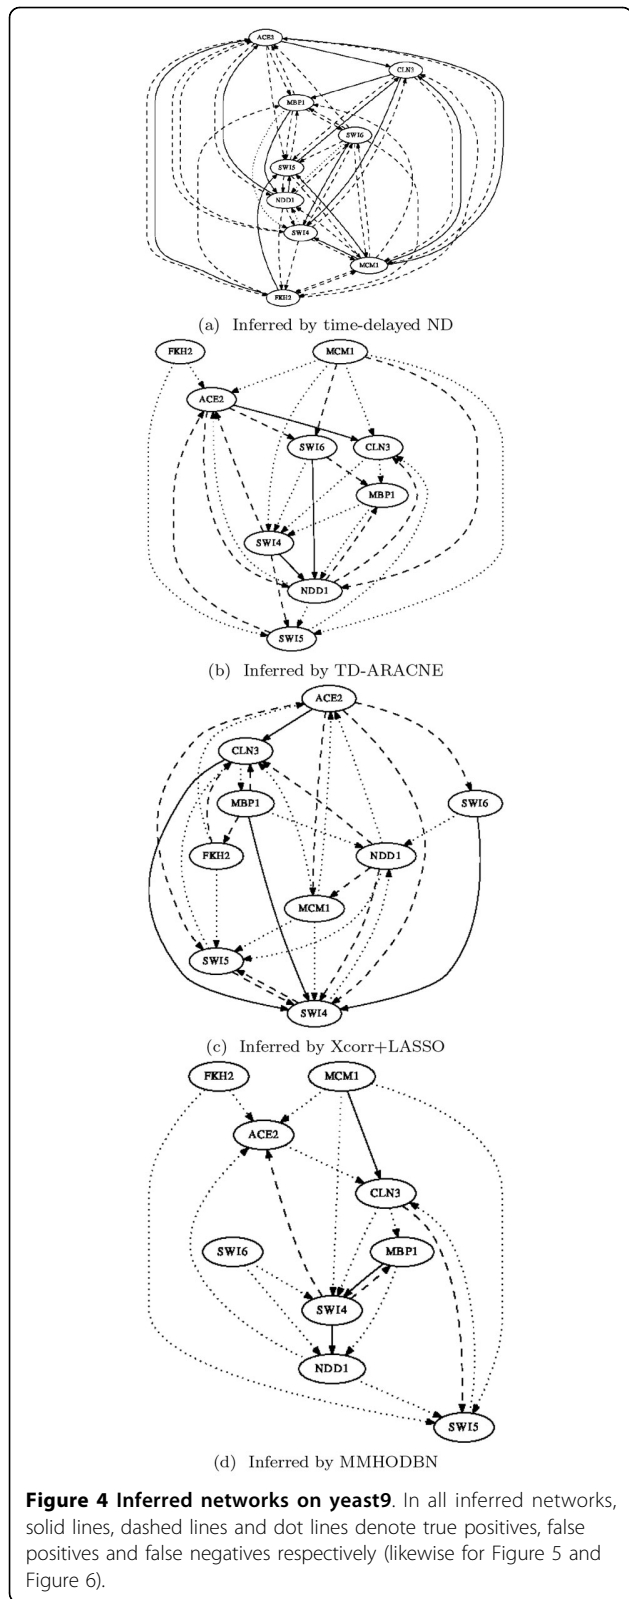 ACE2
CLN3
MBP1
SWI6
SWI5
NDD1
SWI4
MCM1
FKH2
(a) Inferred by time-delayed ND
FKH2
MCM1
ACE2
SWI6
CLN3
MBP1
SWI4
NDD1
SWI5
(b) Inferred by TD-ARACNE
ACE2
CLN3
MBP1
SWI6
FKH2
NDD1
MCM1
SWI5
SWI4
(c) Inferred by Xcorr+LASSO
FKH2
MCM1
ACE2
CLN3
SWI6
MBP1
SWI4
NDD1
SWI5
(d) Inferred by MMHODBN
Figure 4 Inferred networks on yeast9. In all inferred networks,
solid lines, dashed lines and dot lines denote true positives, false
positives and false negatives respectively (likewise for Figure 5 and
Figure 6).